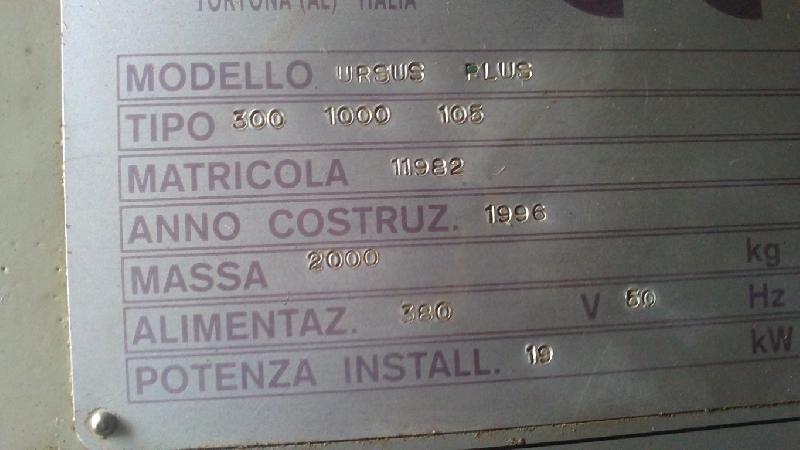 TORTONA (AL) ITALIA
MODELLO URSUS PLUS
TIPO 300 1000 105
MATRICOLA 11982
ANNO COSTRUZ. 1996
MASSA 2000 kg
ALIMENTAZ. 380 V 50 Hz
POTENZA INSTALL. 19 kW